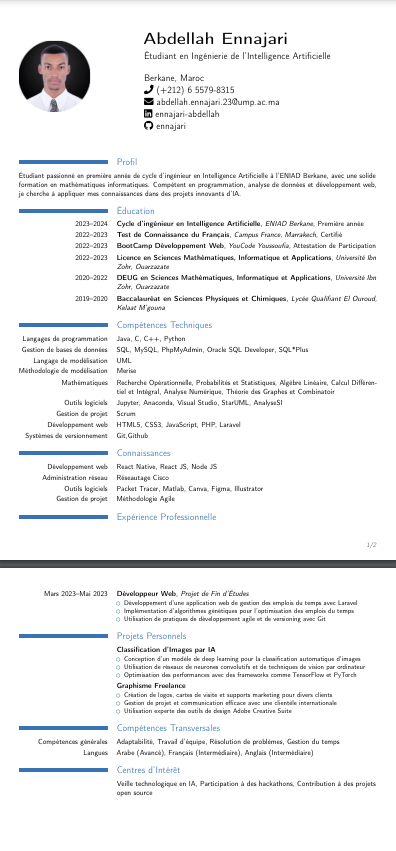 Abdellah Ennajari
Étudiant en Ingénierie de l'Intelligence Artificielle
Berkane, Maroc
(+212) 6 5579-8315
abdellah.ennajari.23@ump.ac.ma
ennajari-abdellah
ennajari
Profil
Étudiant passionné en première année de cycle d'ingénieur en Intelligence Artificielle à l'ENIAD Berkane, avec une solide
formation en mathématiques informatiques. Compétent en programmation, analyse de données et développement web,
je cherche à appliquer mes connaissances dans des projets innovants d'IA.
Éducation
2023–2024 Cycle d'ingénieur en Intelligence Artificielle, ENIAD Berkane, Première année
2022–2023 Test de Connaissance du Français, Campus France, Marrakech, Certifié
2022–2023 BootCamp Développement Web, YouCode Youssoufia, Attestation de Participation
2022–2023 Licence en Sciences Mathématiques, Informatique et Applications, Université Ibn
Zohr, Ouarzazate
2020–2022 DEUG en Sciences Mathématiques, Informatique et Applications, Université Ibn
Zohr, Ouarzazate
2019–2020 Baccalauréat en Sciences Physiques et Chimiques, Lycée Qualifiant El Ouroud,
Kelaat M'gouna
Compétences Techniques
Langages de programmation Java, C, C++, Python
Gestion de bases de données SQL, MySQL, PhpMyAdmin, Oracle SQL Developer, SQL*Plus
Langage de modélisation UML
Méthodologie de modélisation Merise
Mathématiques Recherche Opérationnelle, Probabilités et Statistiques, Algèbre Linéaire, Calcul Différen-
tiel et Intégral, Analyse Numérique, Théorie des Graphes et Combinatoir
Outils logiciels Jupyter, Anaconda, Visual Studio, StarUML, AnalyseSI
Gestion de projet Scrum
Développement web HTML5, CSS3, JavaScript, PHP, Laravel
Systèmes de versionnement Git,Github
Connaissances
Développement web React Native, React JS, Node JS
Administration réseau Réseautage Cisco
Outils logiciels Packet Tracer, Matlab, Canva, Figma, Illustrator
Gestion de projet Méthodologie Agile
Expérience Professionnelle
1/2
Mars 2023–Mai 2023 Développeur Web, Projet de Fin d'Études
Développement d'une application web de gestion des emplois du temps avec Laravel
Implémentation d'algorithmes génétiques pour l'optimisation des emplois du temps
Utilisation de pratiques de développement agile et de versioning avec Git
Projets Personnels
Classification d'Images par IA
Conception d'un modèle de deep learning pour la classification automatique d'images
Utilisation de réseaux de neurones convolutifs et de techniques de vision par ordinateur
Optimisation des performances avec des frameworks comme TensorFlow et PyTorch
Graphisme Freelance
Création de logos, cartes de visite et supports marketing pour divers clients
Gestion de projet et communication efficace avec une clientèle internationale
Utilisation experte des outils de design Adobe Creative Suite
Compétences Transversales
Compétences générales Adaptabilité, Travail d'équipe, Résolution de problèmes, Gestion du temps
Langues Arabe (Avancé), Français (Intermédiaire), Anglais (Intermédiaire)
Centres d'Intérêt
Veille technologique en IA, Participation à des hackathons, Contribution à des projets
open source